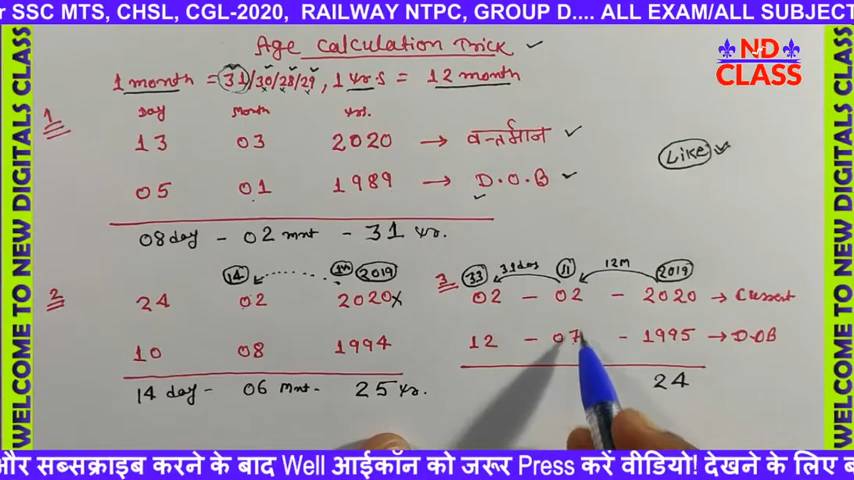 r SSC MTS, CHSL, CGL-2020, RAILWAY NTPC, GROUP D.... ALL EXAM/ALL SUBJECT
WELCOME TO NEW DIGITALS CLASS
Age Calculation Trick
ND
CLASS
1 month = 31/30/28/29, 1 yrs = 12 month
1
Day Month Yrs.
13 03 2020 → वर्तमान
Like
05 01 1989 → D.O.B
08 day - 02 mnt - 31 yr.
2
14 2019
24 02 2020
10 08 1994
14 day - 06 mnt - 25 yr.
3
33 31 days 11 12M 2019
02 - 02 - 2020 → Current
12 - 07 - 1995 → D.O.B
24
WELCOME TO NEW DIGITALS CLASS
और सब्सक्राइब करने के बाद Well आईकॉन को जरूर Press करें वीडियो! देखने के लिए ब